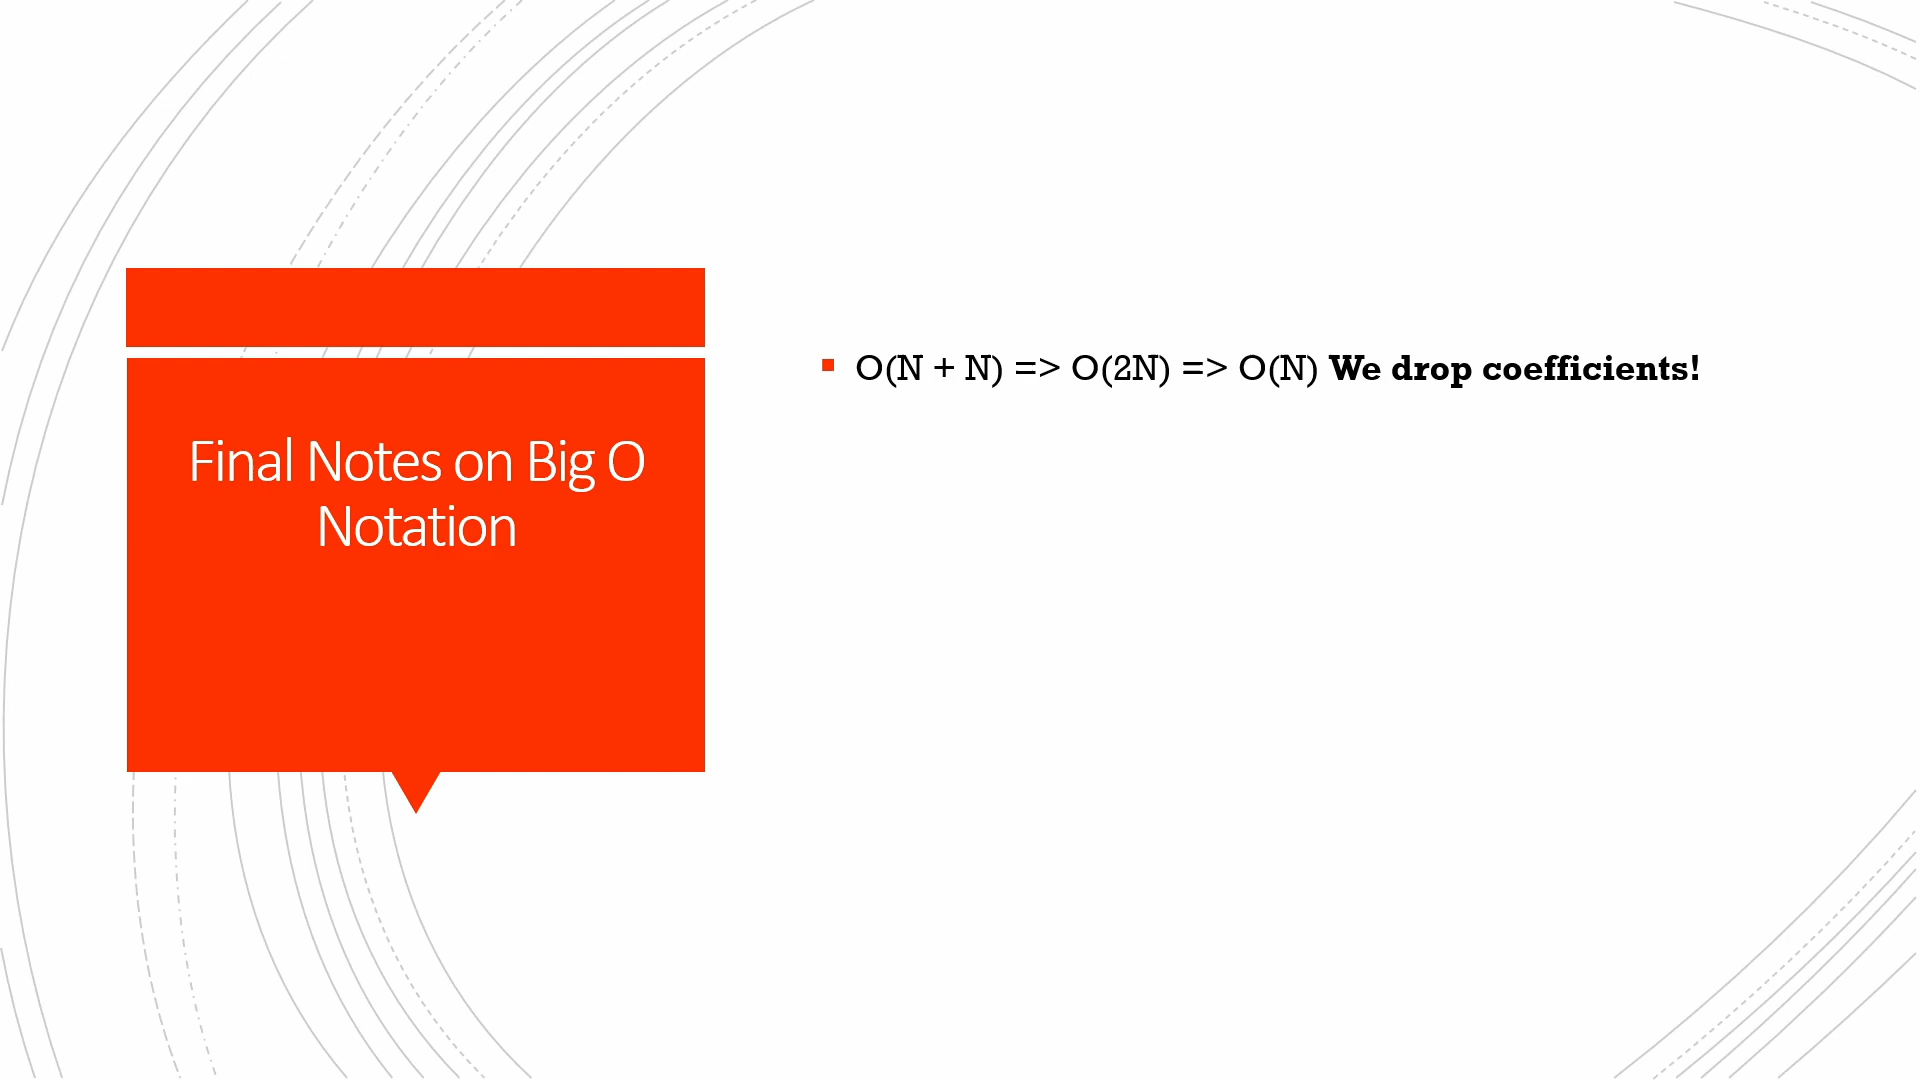 Final Notes on Big O
Notation
O(N + N) => O(2N) => O(N) We drop coefficients!